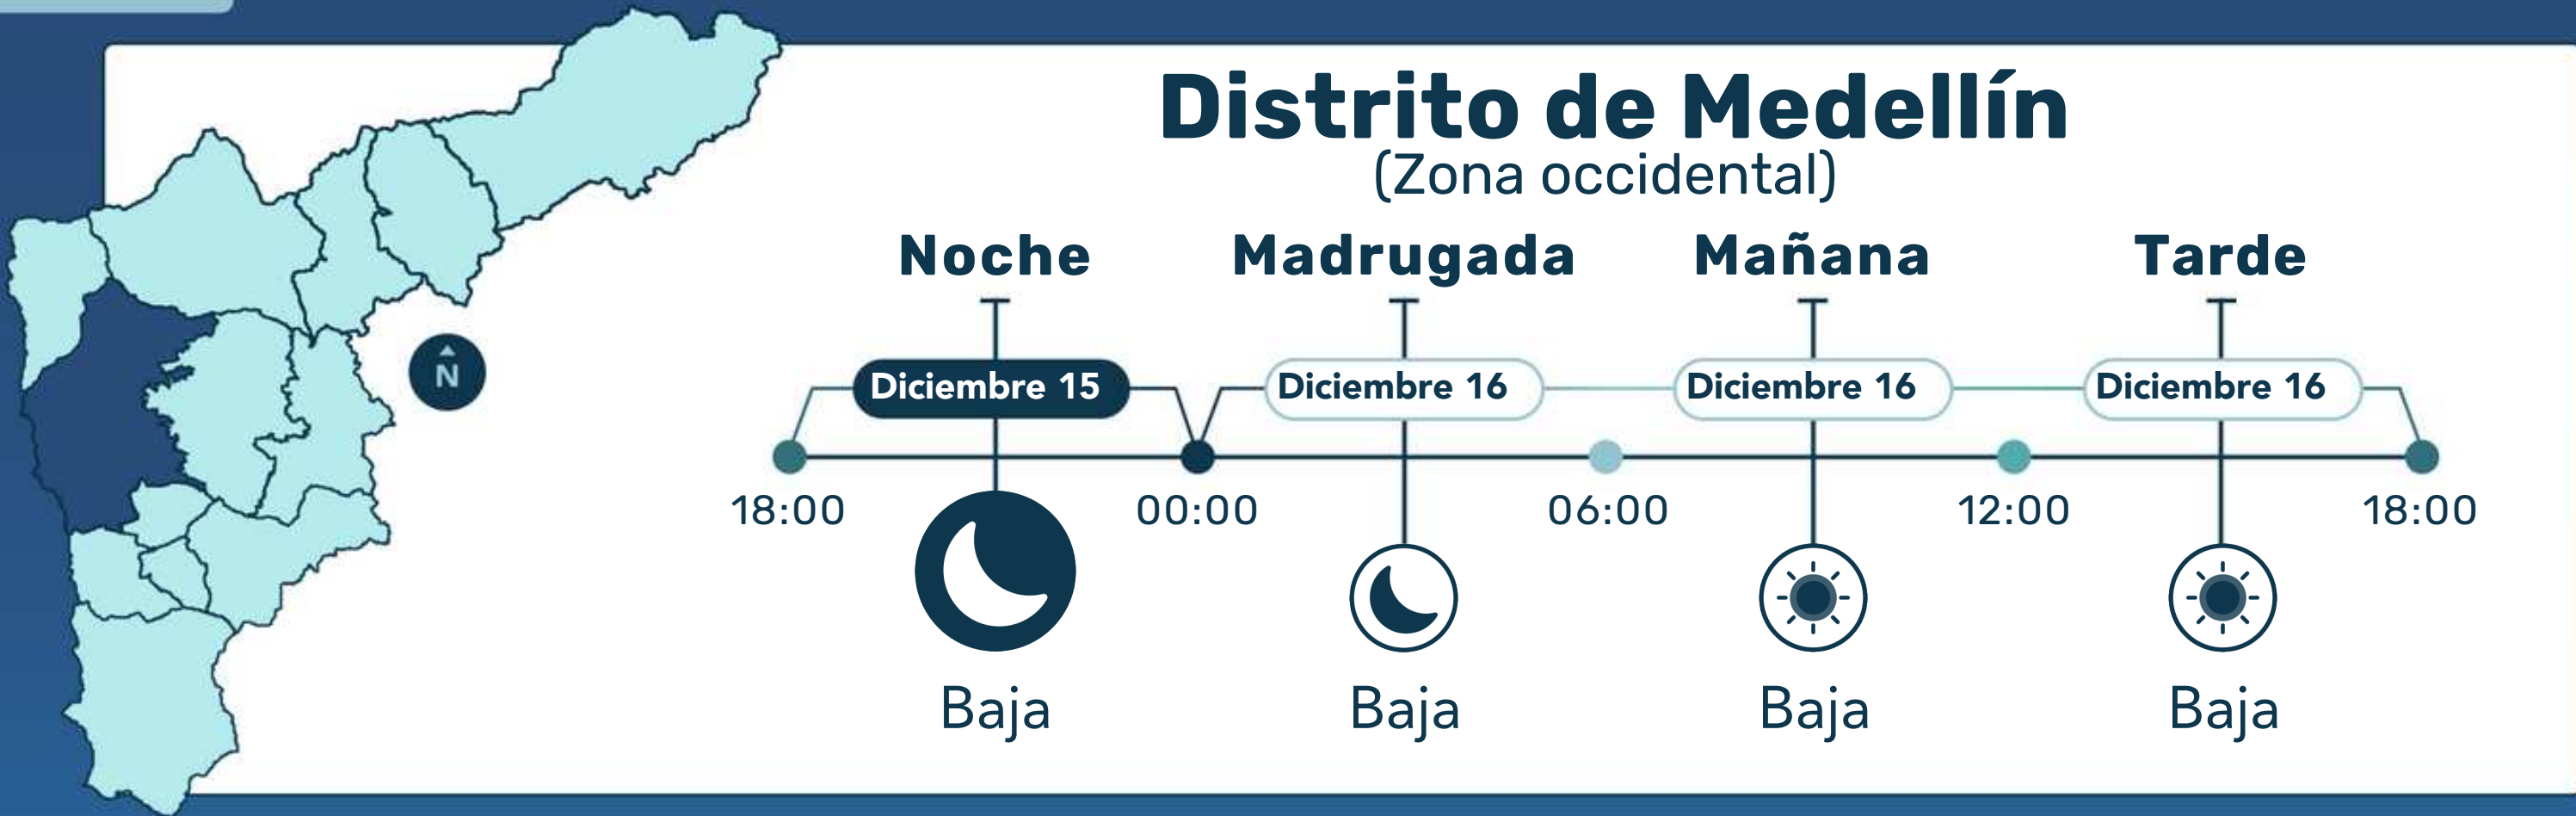 Distrito de Medellín
(Zona occidental)
Noche Madrugada Mañana Tarde
Diciembre 15 Diciembre 16 Diciembre 16 Diciembre 16
N
18:00 00:00 06:00 12:00 18:00
Baja Baja Baja Baja